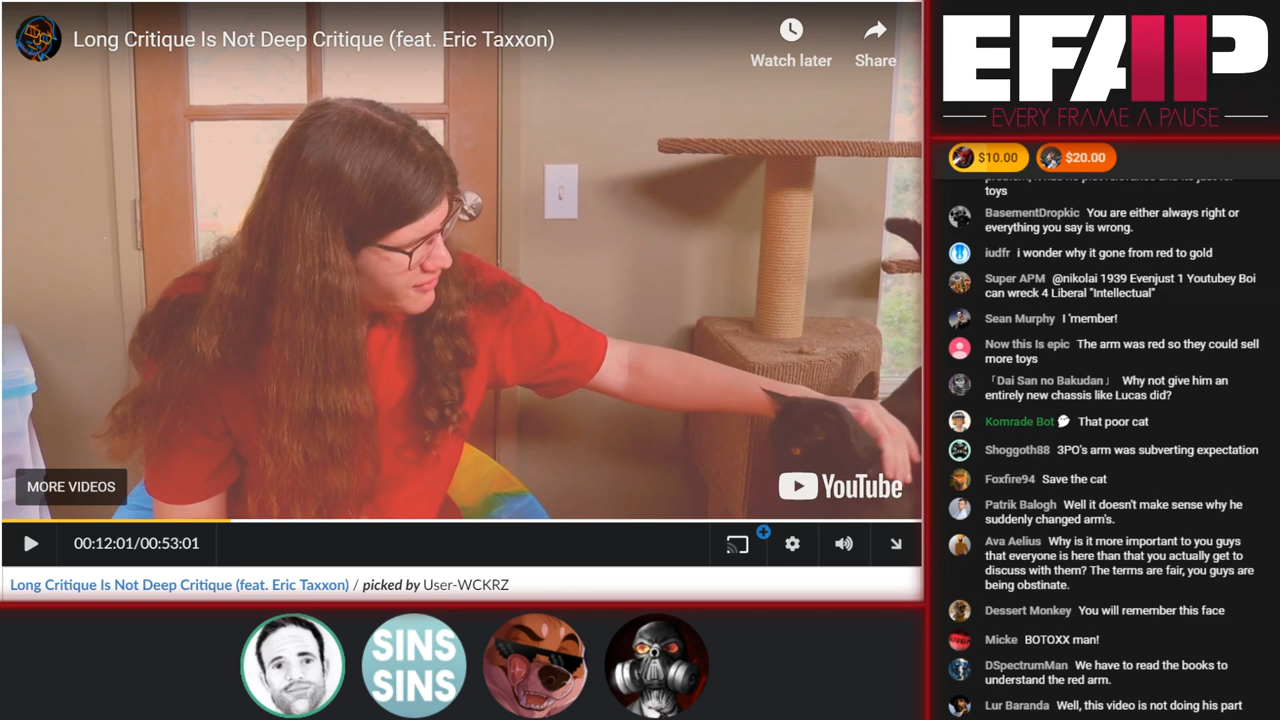 Long Critique Is Not Deep Critique (feat. Eric Taxxon)
Watch later
Share
MORE VIDEOS
YouTube
00:12:01/00:53:01
Long Critique Is Not Deep Critique (feat. Eric Taxxon) / picked by User-WCKRZ
SINS
SINS
EFAP
EVERY FRAME A PAUSE
$10.00
$20.00
toys
BasementDropkic You are either always right or
everything you say is wrong.
iudfr i wonder why it gone from red to gold
Super APM @nikolai 1939 Evenjust 1 Youtubey Boi
can wreck 4 Liberal "Intellectual"
Sean Murphy I 'member!
Now this Is epic The arm was red so they could sell
more toys
「Dai San no Bakudan」 Why not give him an
entirely new chassis like Lucas did?
Komrade Bot That poor cat
Shoggoth88 3PO's arm was subverting expectation
Foxfire94 Save the cat
Patrik Balogh Well it doesn't make sense why he
suddenly changed arm's.
Ava Aelius Why is it more important to you guys
that everyone is here than that you actually get to
discuss with them? The terms are fair, you guys are
being obstinate.
Dessert Monkey You will remember this face
Micke BOTOXX man!
DSpectrumMan We have to read the books to
understand the red arm.
Lur Baranda Well, this video is not doing his part